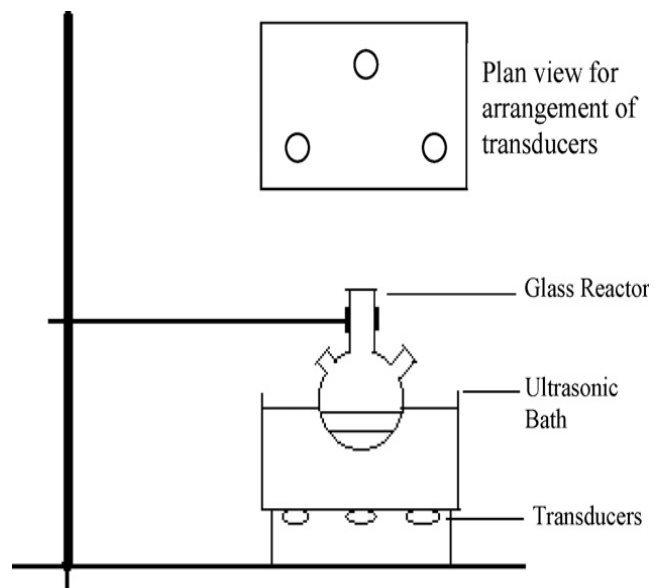 Plan view for
arrangement of
transducers
Glass Reactor
Ultrasonic
Bath
Transducers